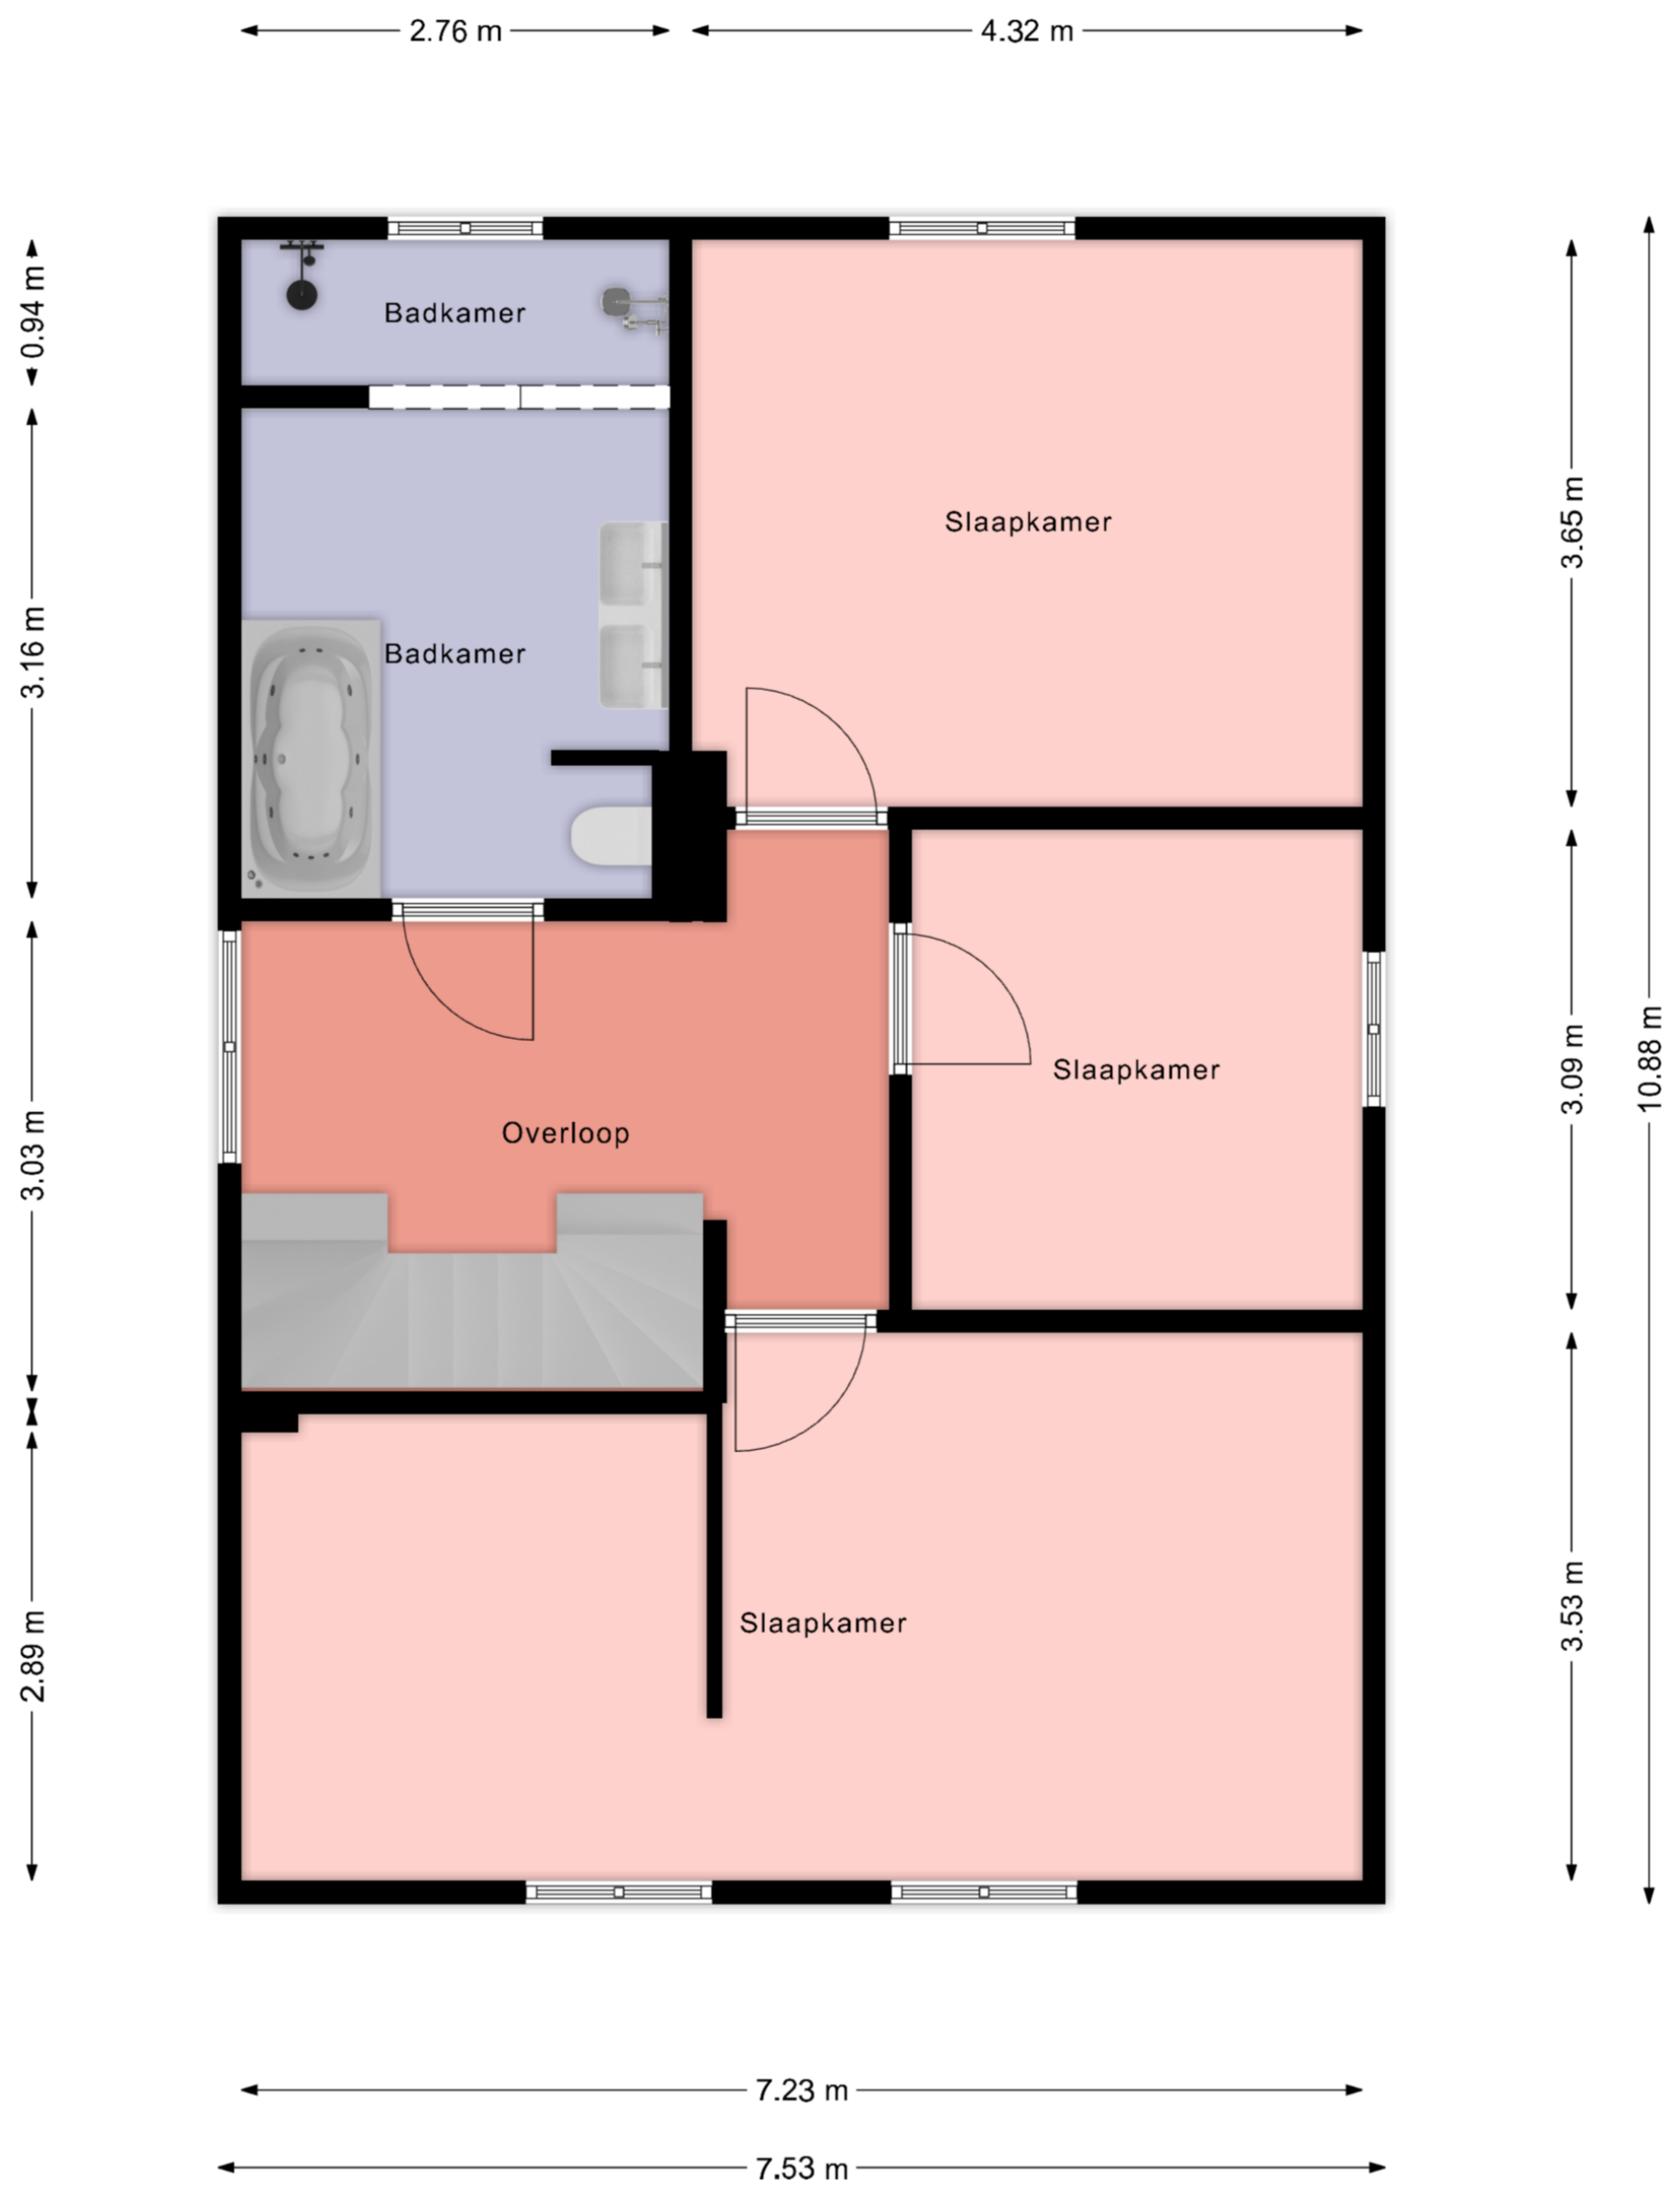 2.76 m
4.32 m
0.94 m
Badkamer
3.65 m
Slaapkamer
3.16 m
Badkamer
3.09 m
10.88 m
Slaapkamer
3.03 m
Overloop
2.89 m
Slaapkamer
3.53 m
7.23 m
7.53 m